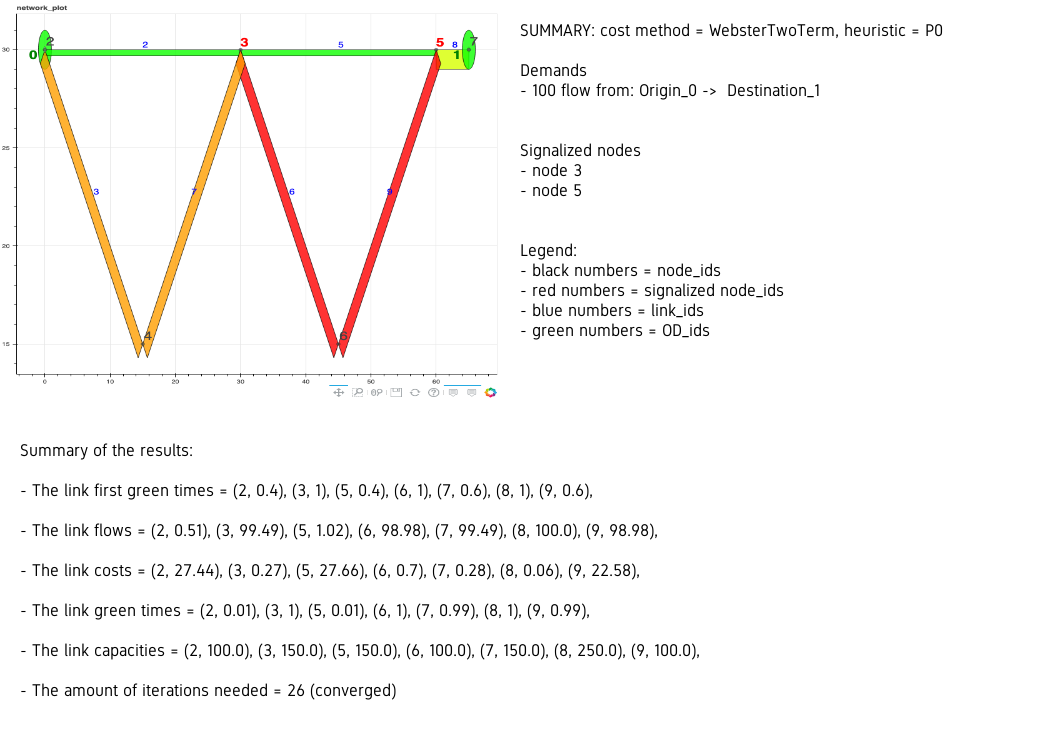 network_plot
SUMMARY: cost method = WebsterTwoTerm, heuristic = P0
Demands
- 100 flow from: Origin_0 -> Destination_1
Signalized nodes
- node 3
- node 5
Legend:
- black numbers = node_ids
- red numbers = signalized node_ids
- blue numbers = link_ids
- green numbers = OD_ids
30
25
20
15
0 2 2 3 5 5 8 1 7
3 7 6 9
4 6
0 10 20 30 40 50 60
Summary of the results:
- The link first green times = (2, 0.4), (3, 1), (5, 0.4), (6, 1), (7, 0.6), (8, 1), (9, 0.6),
- The link flows = (2, 0.51), (3, 99.49), (5, 1.02), (6, 98.98), (7, 99.49), (8, 100.0), (9, 98.98),
- The link costs = (2, 27.44), (3, 0.27), (5, 27.66), (6, 0.7), (7, 0.28), (8, 0.06), (9, 22.58),
- The link green times = (2, 0.01), (3, 1), (5, 0.01), (6, 1), (7, 0.99), (8, 1), (9, 0.99),
- The link capacities = (2, 100.0), (3, 150.0), (5, 150.0), (6, 100.0), (7, 150.0), (8, 250.0), (9, 100.0),
- The amount of iterations needed = 26 (converged)